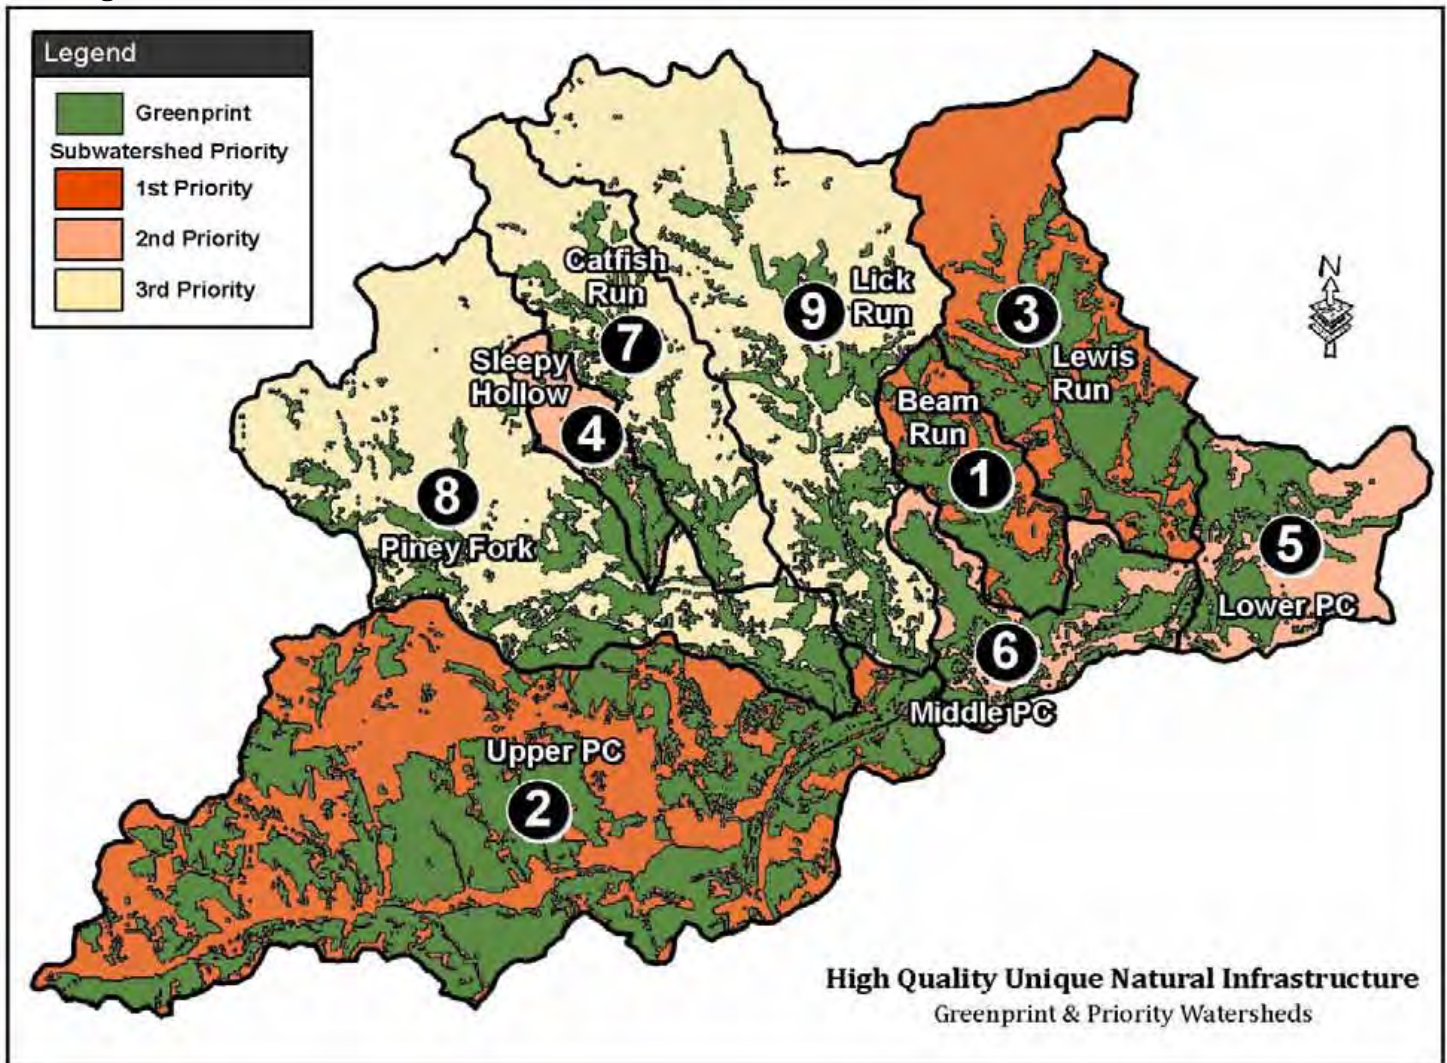 Legend
Greenprint
Subwatershed Priority
1st Priority
2nd Priority
3rd Priority
N
Catfish
Run
7
9
Lick
Run
3
Lewis
Run
Sleepy
Hollow
4
Beam
Run
1
8
Piney Fork
5
Lower PC
6
Middle PC
Upper PC
2
High Quality Unique Natural Infrastructure
Greenprint & Priority Watersheds